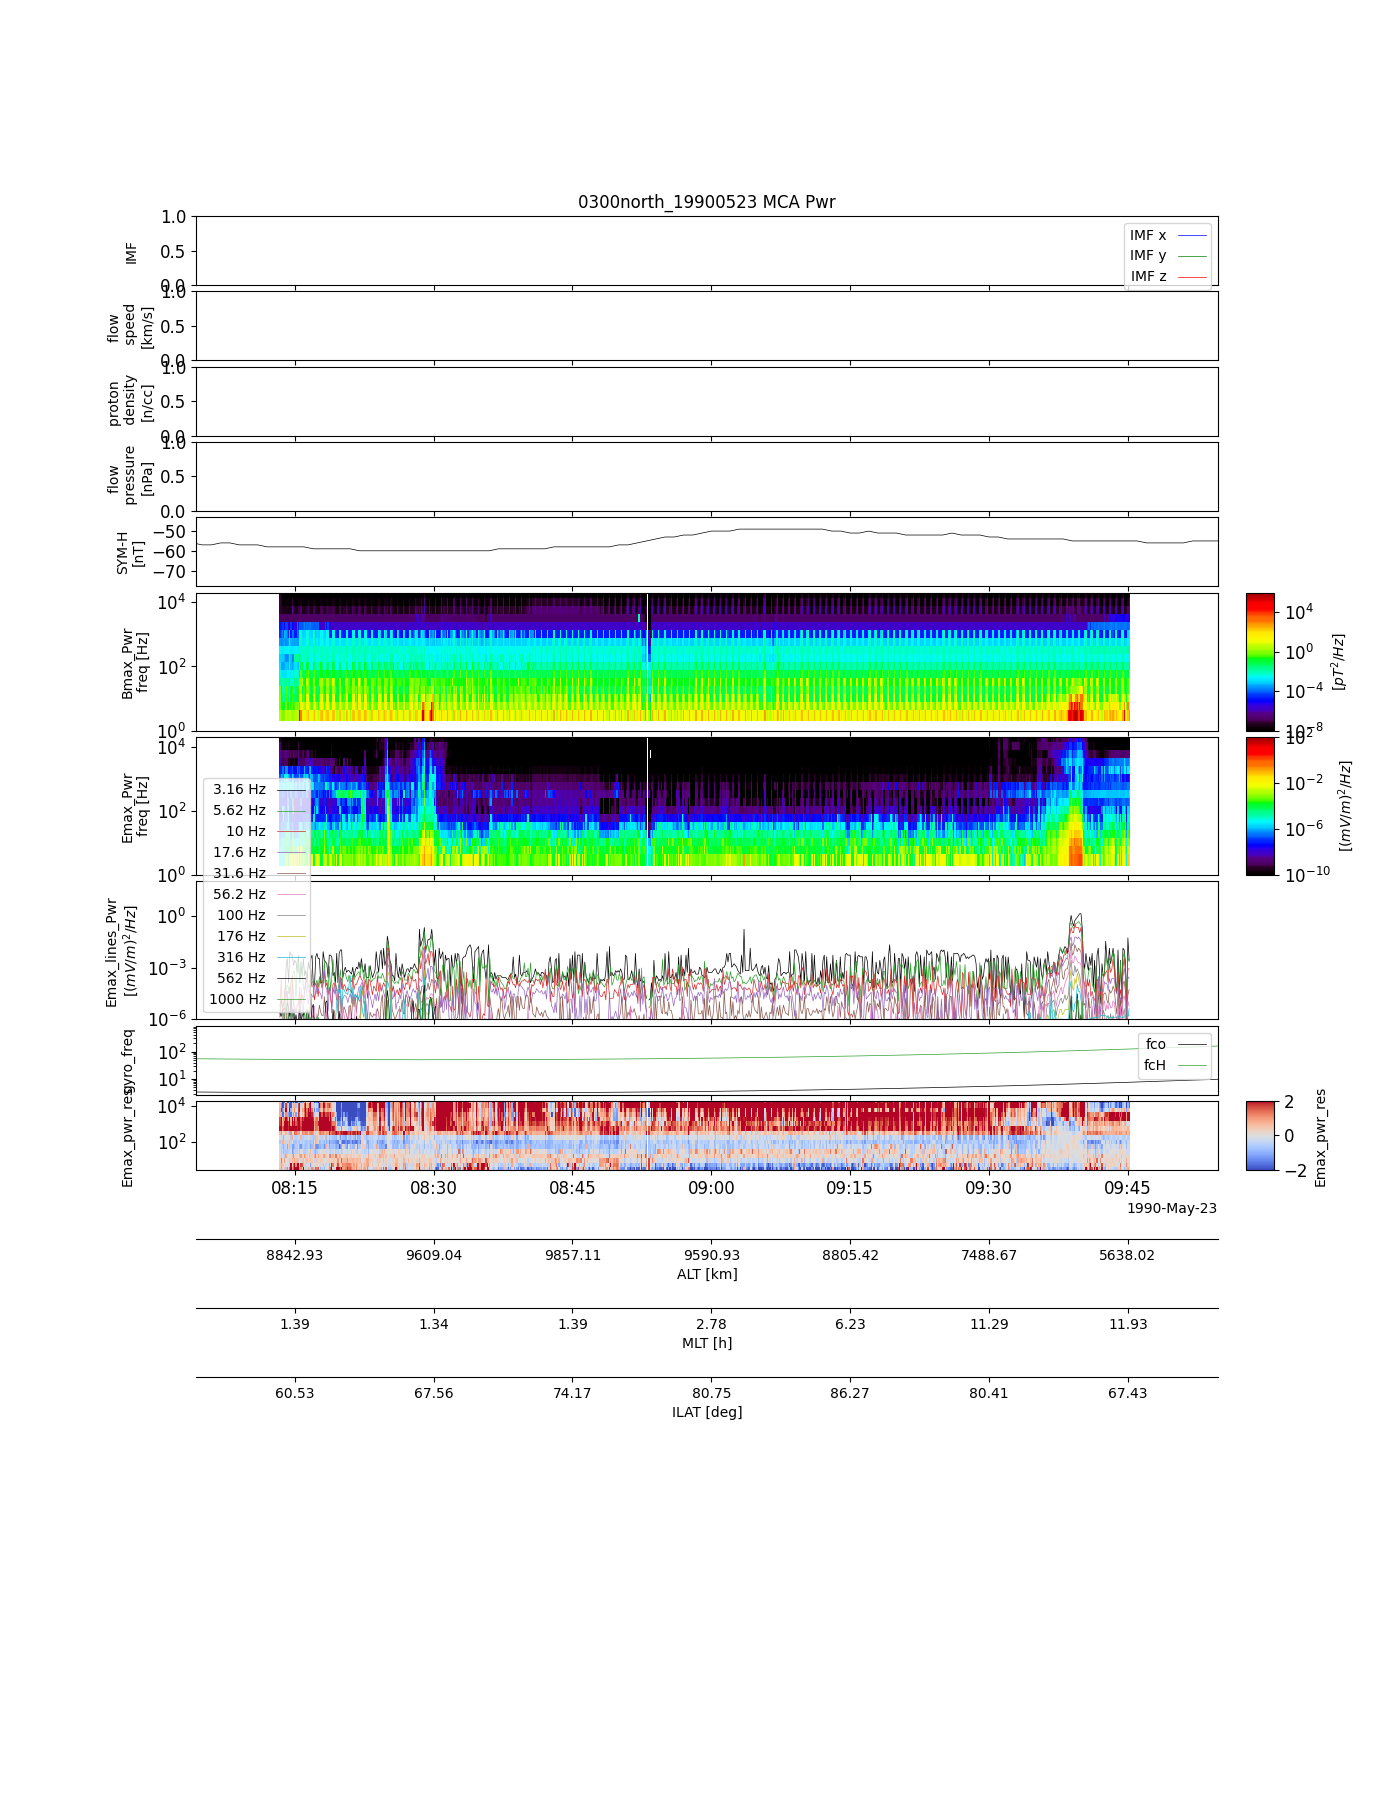 0300north_19900523 MCA Pwr
IMF
1.0
0.5
0.0
IMF x
IMF y
IMF z
flow
speed
[km/s]
1.0
0.5
0.0
proton
density
[n/cc]
1.0
0.5
0.0
flow
pressure
[nPa]
1.0
0.5
0.0
SYM-H
[nT]
−50
−60
−70
Bmax_Pwr
freq [Hz]
10^4
10^2
10^0
10^4
10^0
10^−4
10^−8
[pT^2/Hz]
Emax_Pwr
freq [Hz]
10^4
10^2
10^0
10^2
10^−2
10^−6
10^−10
[(mV/m)^2/Hz]
3.16 Hz
5.62 Hz
10 Hz
17.6 Hz
31.6 Hz
56.2 Hz
100 Hz
176 Hz
316 Hz
562 Hz
1000 Hz
Emax_lines_Pwr
[(mV/m)^2/Hz]
10^0
10^−3
10^−6
gyro_freq
10^2
10^1
fco
fcH
Emax_pwr_res
10^4
10^2
2
0
−2
Emax_pwr_res
08:15 08:30 08:45 09:00 09:15 09:30 09:45
1990-May-23
8842.93 9609.04 9857.11 9590.93 8805.42 7488.67 5638.02
ALT [km]
1.39 1.34 1.39 2.78 6.23 11.29 11.93
MLT [h]
60.53 67.56 74.17 80.75 86.27 80.41 67.43
ILAT [deg]